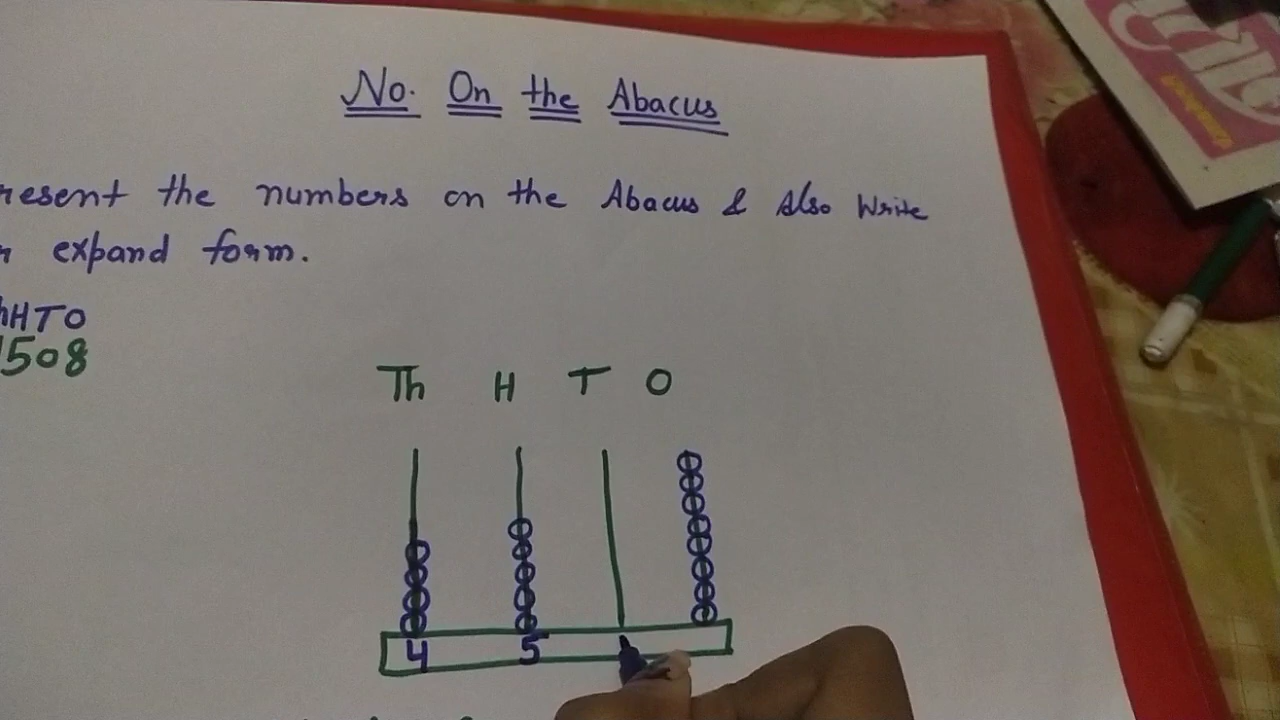 No. On the Abacus
resent the numbers on the Abacus & Also Write
expand form.
HTO
508
Th H T O
4 5